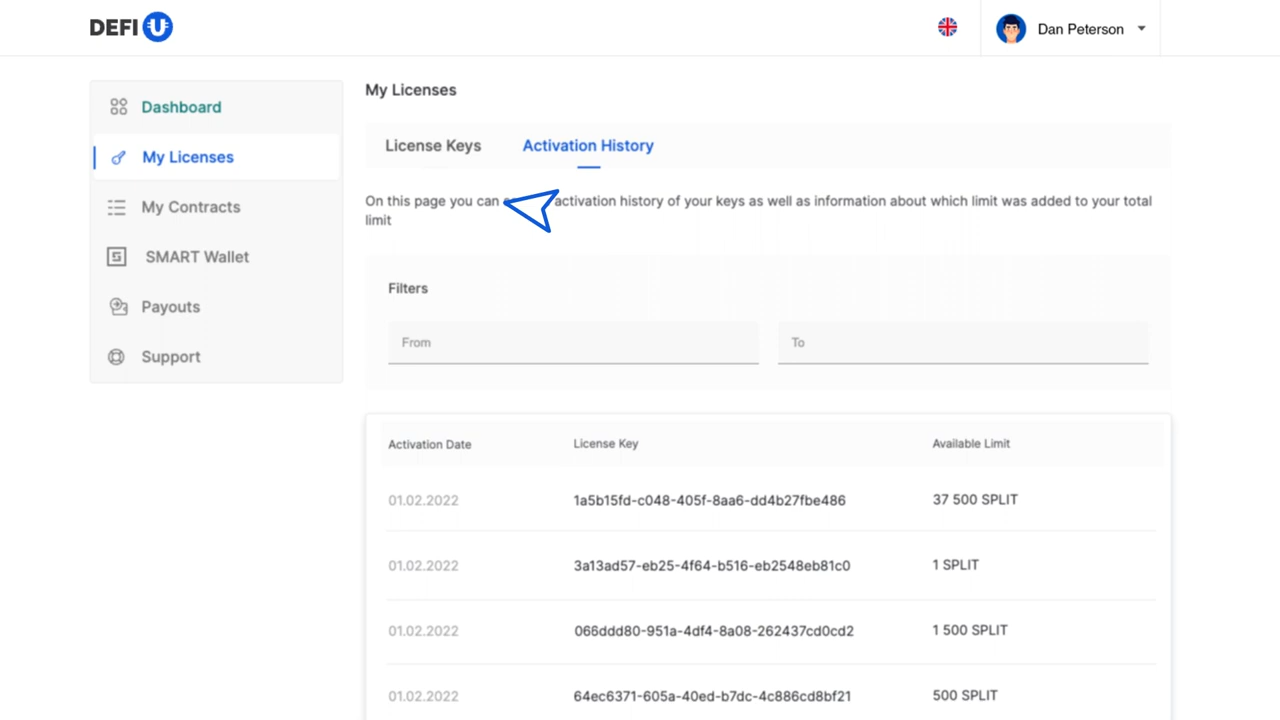 DEFI
Dan Peterson
Dashboard
My Licenses
My Contracts
SMART Wallet
Payouts
Support
My Licenses
License Keys Activation History
On this page you can activation history of your keys as well as information about which limit was added to your total
limit
Filters
From To
Activation Date License Key Available Limit
01.02.2022 1a5b15fd-c048-405f-8aa6-dd4b27fbe486 37 500 SPLIT
01.02.2022 3a13ad57-eb25-4f64-b516-eb2548eb81c0 1 SPLIT
01.02.2022 066ddd80-951a-4df4-8a08-262437cd0cd2 1 500 SPLIT
01.02.2022 64ec6371-605a-40ed-b7dc-4c886cd8bf21 500 SPLIT